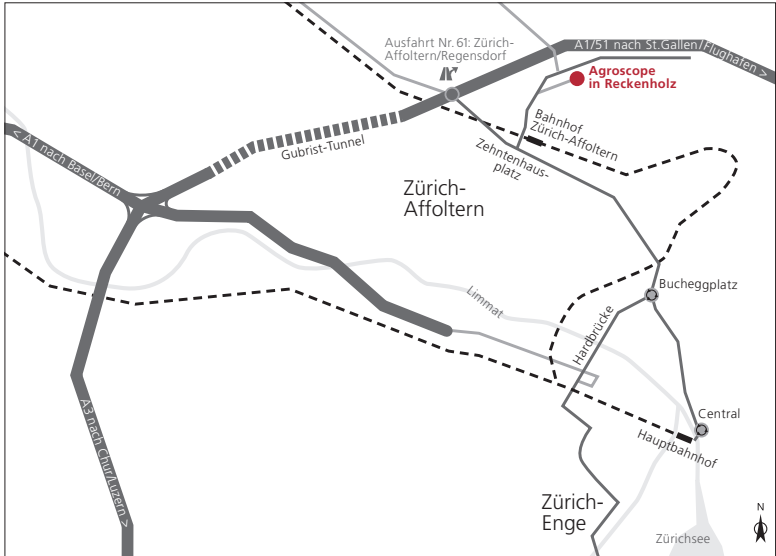 Ausfahrt Nr. 61: Zürich-
Affoltern/Regensdorf
A1/51 nach St.Gallen/Flughafen >
Agroscope
in Reckenholz
Bahnhof
Zürich-Affoltern
Gubrist-Tunnel
< A1 nach Basel/Bern
Zehntenhaus-
platz
Zürich-
Affoltern
Bucheggplatz
Limmat
Hardbrücke
Central
Hauptbahnhof
A3 nach Chur/Luzern >
Zürich-
Enge
N
Zürichsee